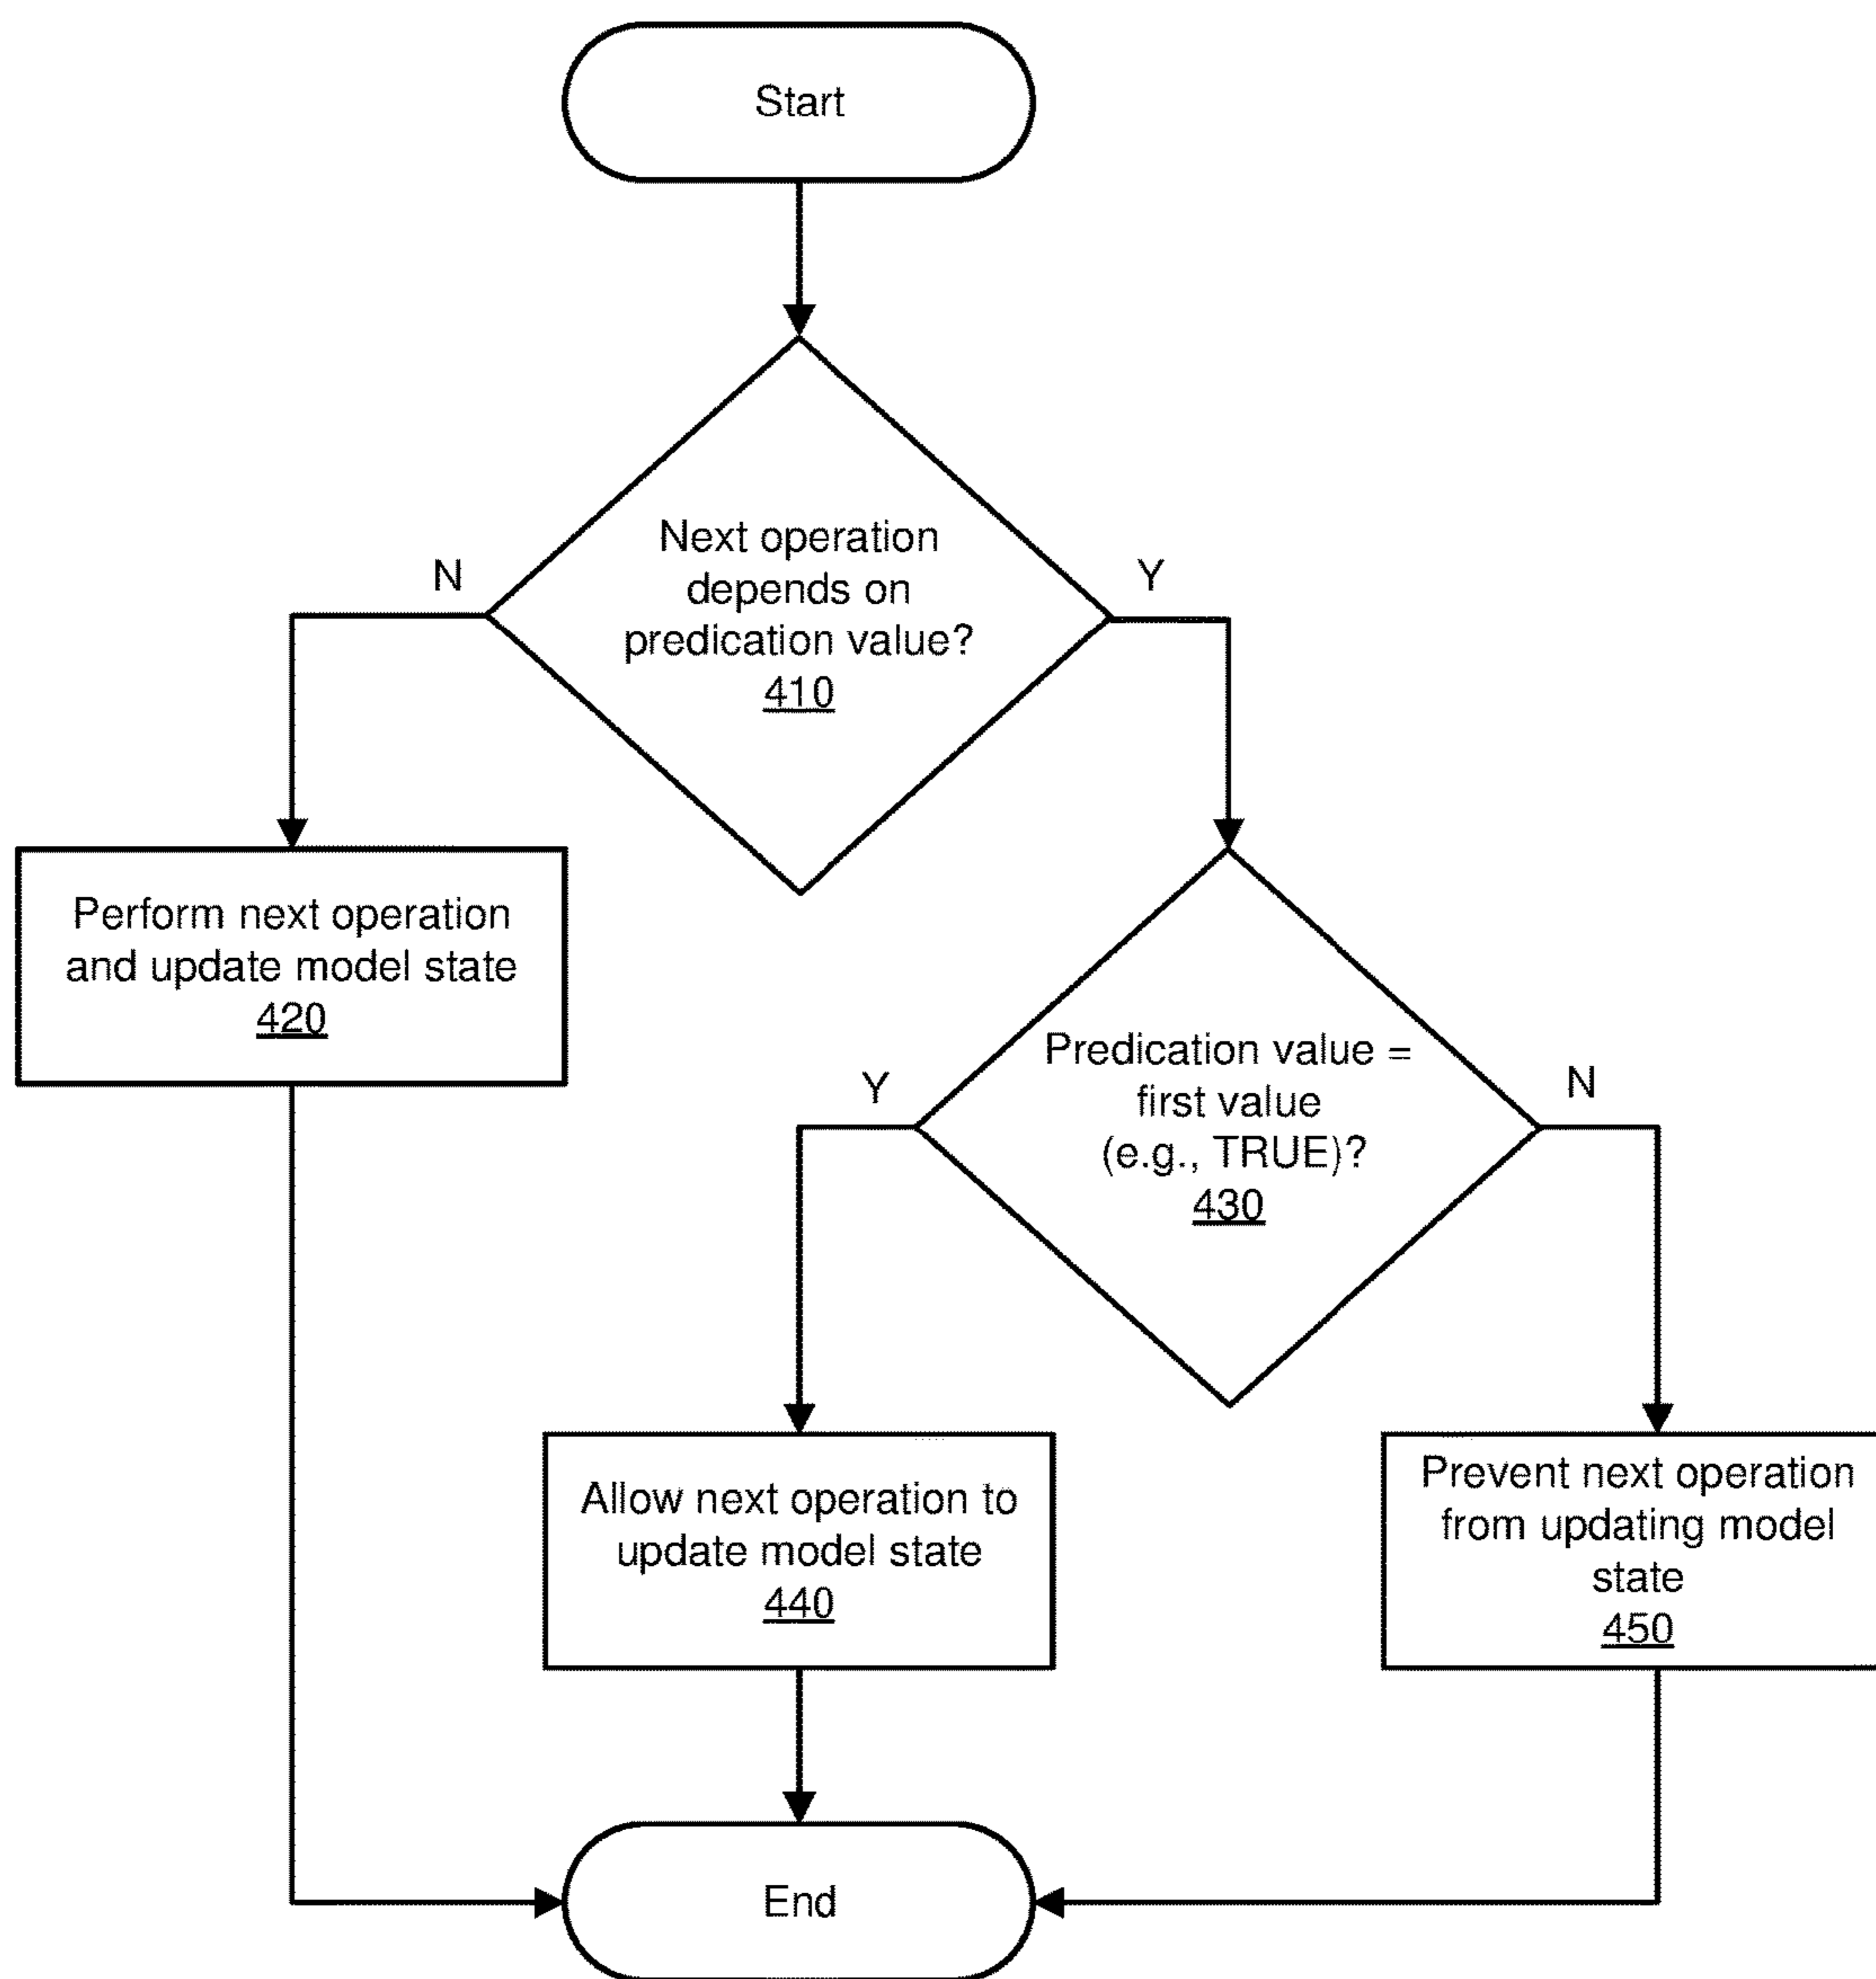 Start
Next operation
depends on
predication value?
410
N
Y
Perform next operation
and update model state
420
Predication value =
first value
(e.g., TRUE)?
430
Y
N
Allow next operation to
update model state
440
Prevent next operation
from updating model
state
450
End